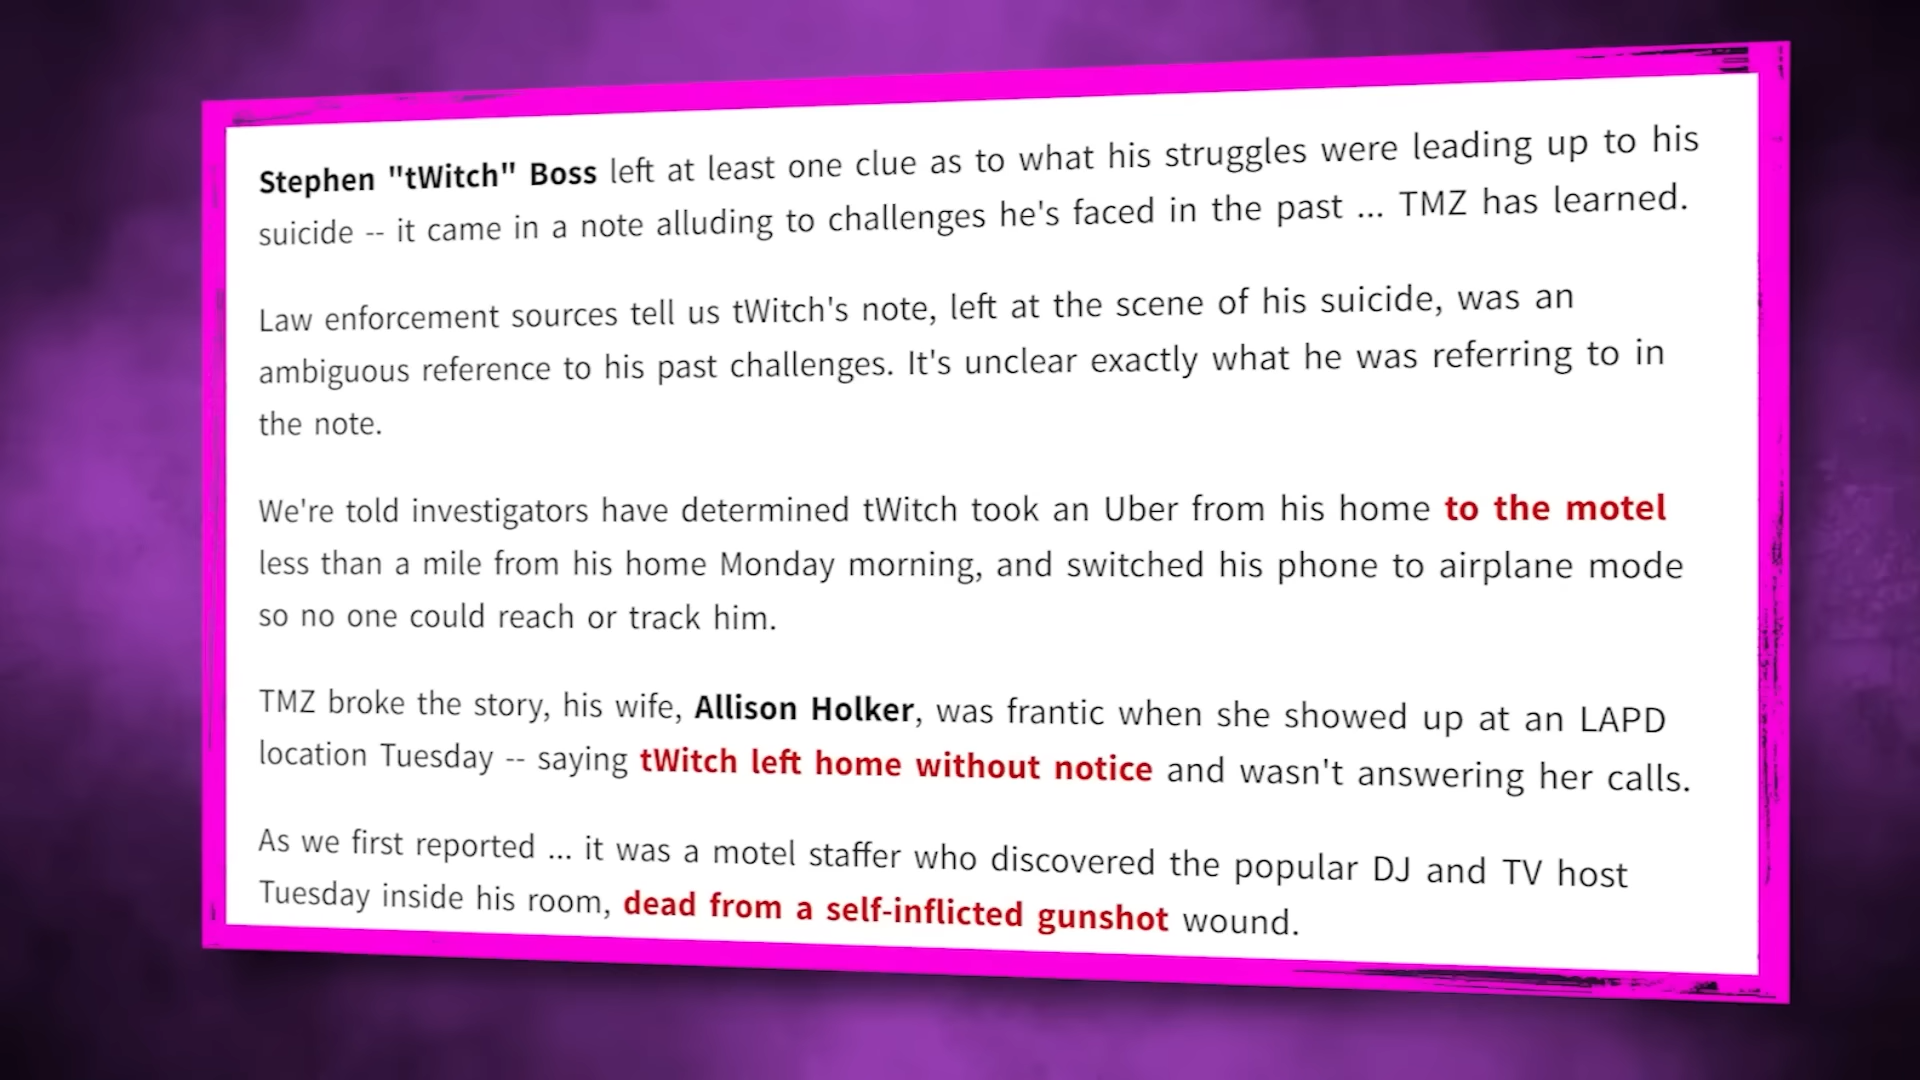 Stephen "tWitch" Boss left at least one clue as to what his struggles were leading up to his
suicide -- it came in a note alluding to challenges he's faced in the past ... TMZ has learned.
Law enforcement sources tell us tWitch's note, left at the scene of his suicide, was an
ambiguous reference to his past challenges. It's unclear exactly what he was referring to in
the note.
We're told investigators have determined tWitch took an Uber from his home to the motel
less than a mile from his home Monday morning, and switched his phone to airplane mode
so no one could reach or track him.
TMZ broke the story, his wife, Allison Holker, was frantic when she showed up at an LAPD
location Tuesday -- saying tWitch left home without notice and wasn't answering her calls.
As we first reported ... it was a motel staffer who discovered the popular DJ and TV host
Tuesday inside his room, dead from a self-inflicted gunshot wound.